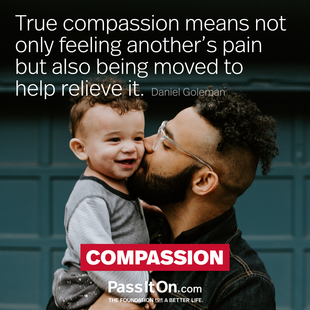 True compassion means not
only feeling another's pain
but also being moved to
help relieve it. Daniel Goleman
COMPASSION
PassItOn.com
THE FOUNDATION FOR A BETTER LIFE.